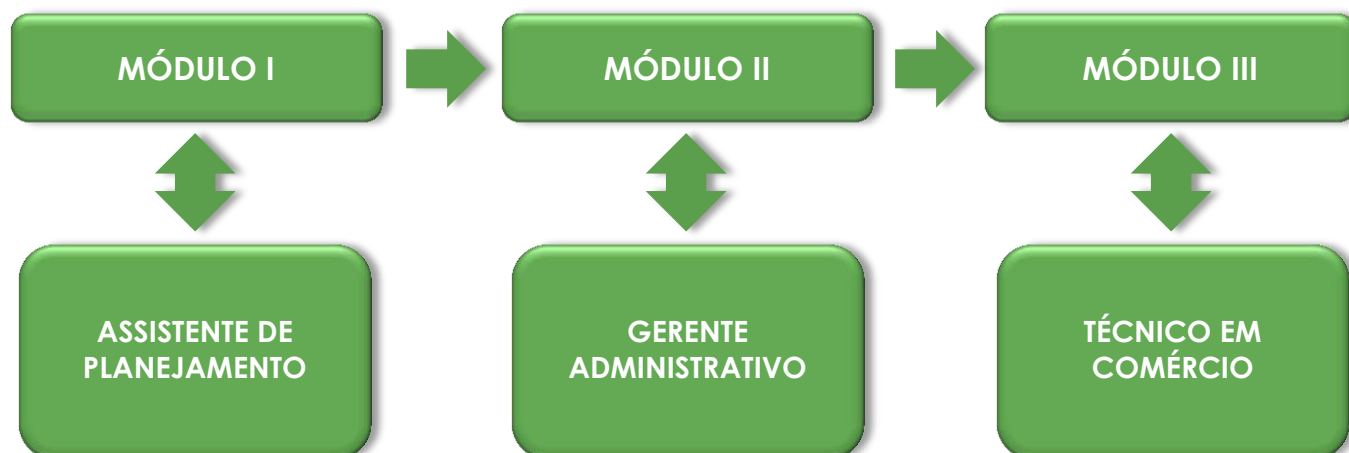 MÓDULO I
MÓDULO II
MÓDULO III
ASSISTENTE DE
PLANEJAMENTO
GERENTE
ADMINISTRATIVO
TÉCNICO EM
COMÉRCIO